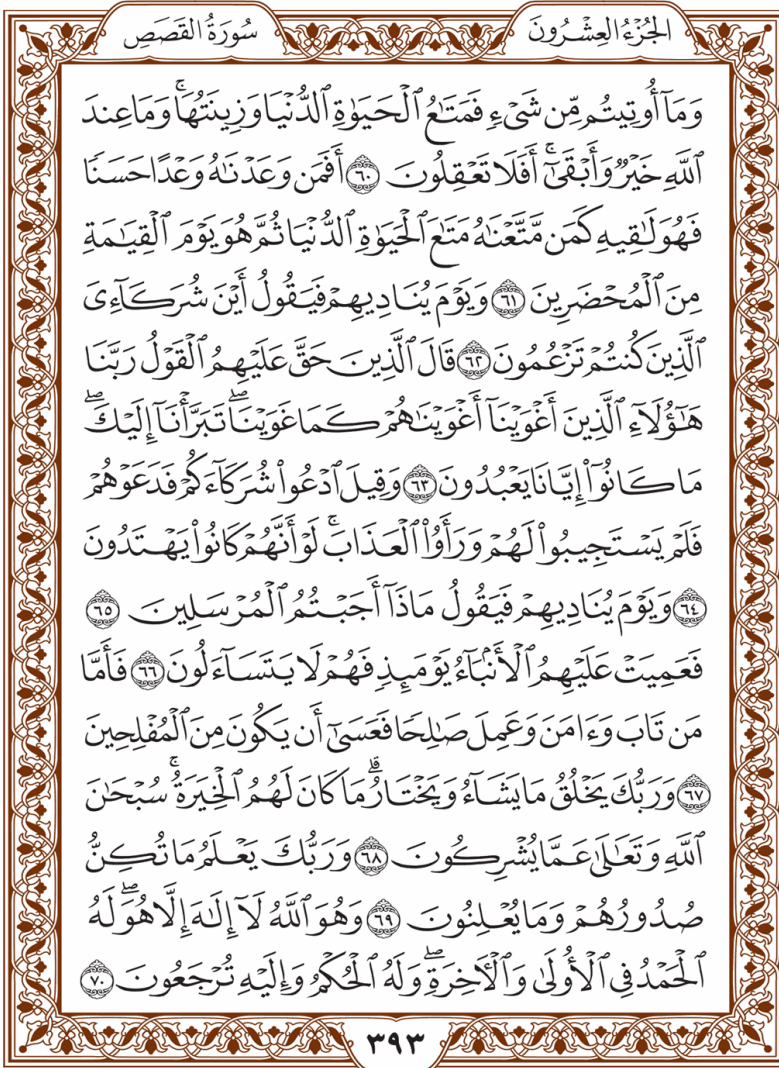 الجُزْءُ العِشْرُونَ سُورَةُ القَصَصِ
وَمَآ أُوتِيتُم مِّن شَىْءٍ فَمَتَٰعُ ٱلْحَيَوٰةِ ٱلدُّنْيَا وَزِينَتُهَا ۚ وَمَا عِندَ
ٱللَّهِ خَيْرٌ وَأَبْقَىٰٓ ۚ أَفَلَا تَعْقِلُونَ ٦٠ أَفَمَن وَعَدْنَٰهُ وَعْدًا حَسَنًا
فَهُوَ لَٰقِيهِ كَمَن مَّتَّعْنَٰهُ مَتَٰعَ ٱلْحَيَوٰةِ ٱلدُّنْيَا ثُمَّ هُوَ يَوْمَ ٱلْقِيَٰمَةِ
مِنَ ٱلْمُحْضَرِينَ ٦١ وَيَوْمَ يُنَادِيهِمْ فَيَقُولُ أَيْنَ شُرَكَآءِىَ
ٱلَّذِينَ كُنتُمْ تَزْعُمُونَ ٦٢ قَالَ ٱلَّذِينَ حَقَّ عَلَيْهِمُ ٱلْقَوْلُ رَبَّنَا
هَٰٓؤُلَآءِ ٱلَّذِينَ أَغْوَيْنَآ أَغْوَيْنَٰهُمْ كَمَا غَوَيْنَا ۖ تَبَرَّأْنَآ إِلَيْكَ ۖ
مَا كَانُوٓا۟ إِيَّانَا يَعْبُدُونَ ٦٣ وَقِيلَ ٱدْعُوا۟ شُرَكَآءَكُمْ فَدَعَوْهُمْ
فَلَمْ يَسْتَجِيبُوا۟ لَهُمْ وَرَأَوُا۟ ٱلْعَذَابَ ۚ لَوْ أَنَّهُمْ كَانُوا۟ يَهْتَدُونَ
٦٤ وَيَوْمَ يُنَادِيهِمْ فَيَقُولُ مَاذَآ أَجَبْتُمُ ٱلْمُرْسَلِينَ ٦٥
فَعَمِيَتْ عَلَيْهِمُ ٱلْأَنۢبَآءُ يَوْمَئِذٍ فَهُمْ لَا يَتَسَآءَلُونَ ٦٦ فَأَمَّا
مَن تَابَ وَءَامَنَ وَعَمِلَ صَٰلِحًا فَعَسَىٰٓ أَن يَكُونَ مِنَ ٱلْمُفْلِحِينَ
٦٧ وَرَبُّكَ يَخْلُقُ مَا يَشَآءُ وَيَخْتَارُ ۗ مَا كَانَ لَهُمُ ٱلْخِيَرَةُ ۚ سُبْحَٰنَ
ٱللَّهِ وَتَعَٰلَىٰ عَمَّا يُشْرِكُونَ ٦٨ وَرَبُّكَ يَعْلَمُ مَا تُكِنُّ
صُدُورُهُمْ وَمَا يُعْلِنُونَ ٦٩ وَهُوَ ٱللَّهُ لَآ إِلَٰهَ إِلَّا هُوَ ۖ لَهُ
ٱلْحَمْدُ فِى ٱلْأُولَىٰ وَٱلْءَاخِرَةِ ۖ وَلَهُ ٱلْحُكْمُ وَإِلَيْهِ تُرْجَعُونَ ٧٠
٣٩٣